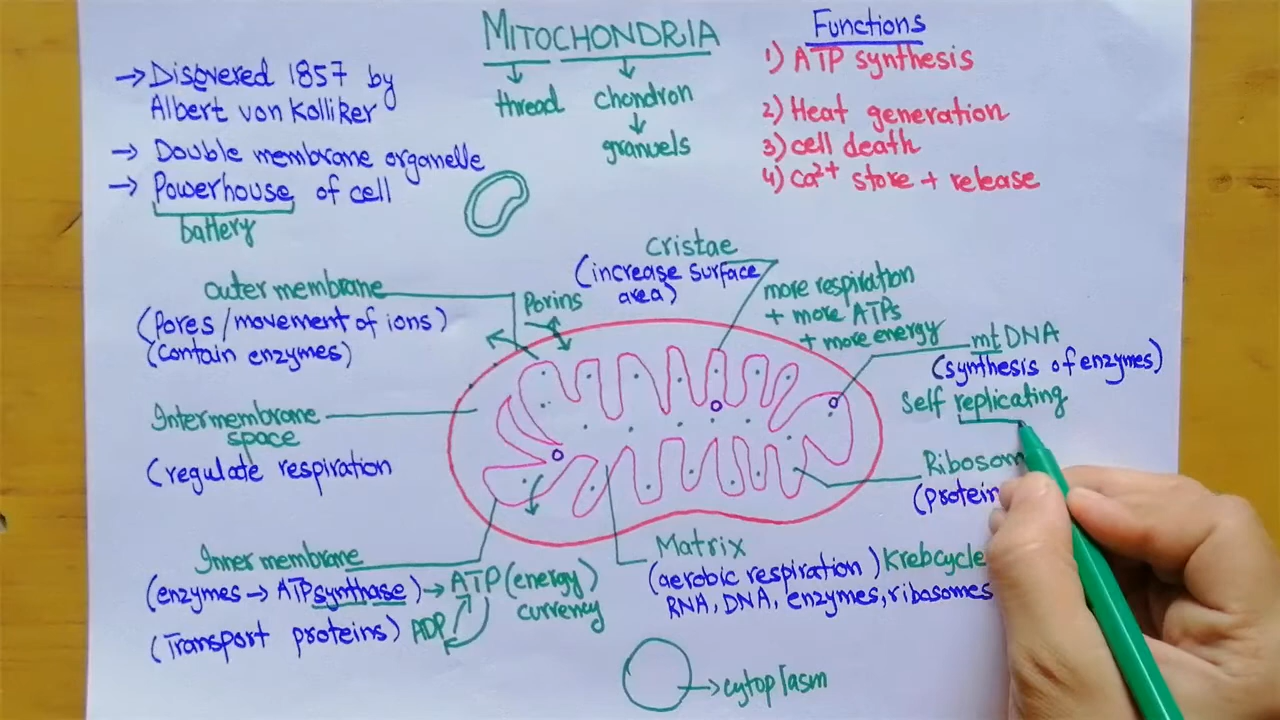 MITOCHONDRIA
thread
chondron
granuels
→ Discovered 1857 by
Albert von Kolliker
→ Double membrane organelle
→ Powerhouse of cell
battery
Functions
1) ATP synthesis
2) Heat generation
3) cell death
4) Ca2+ store + release
cristae
(increase surface
area)
more respiration
+ more ATPs
+ more energy
outer membrane
(Pores/movement of ions)
(contain enzymes)
Porins
mtDNA
(synthesis of enzymes)
Self replicating
Intermembrane
space
(regulate respiration
Ribosom
(protein
Inner membrane
(enzymes → ATPsynthase) → ATP (energy)
currency
(Transport proteins) ADP
Matrix
(aerobic respiration) Krebcycle
RNA, DNA, enzymes, ribosomes
→ cytoplasm